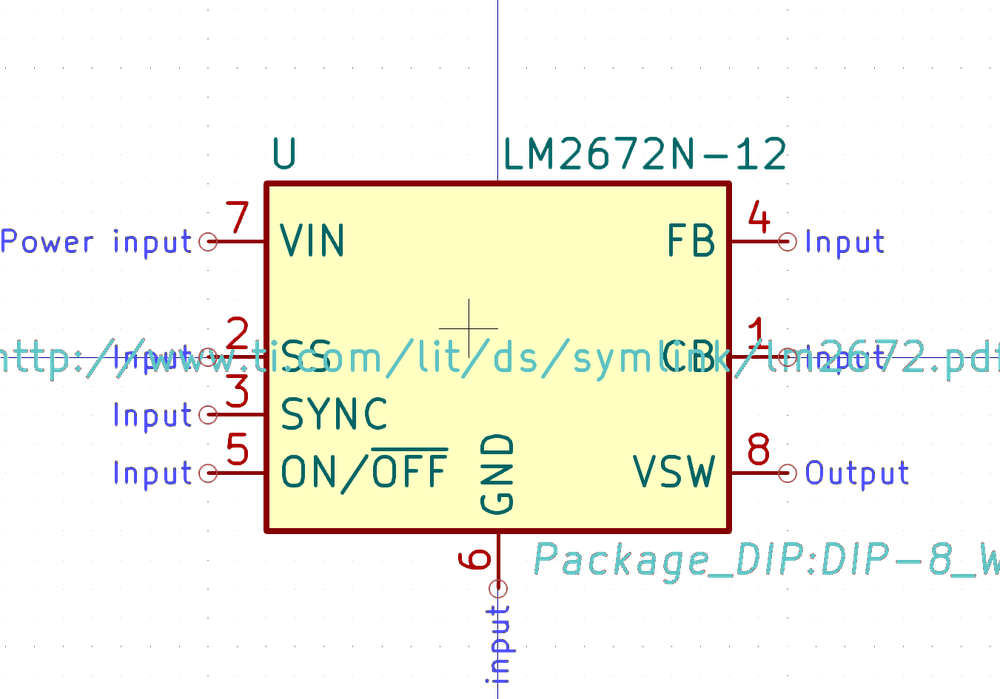 U LM2672N-12
7 4
Power input VIN FB Input
2 1
Input SS CB Input
http://www.ti.com/lit/ds/symlink/lm2672.pdf
3
Input SYNC
5 8
Input ON/OFF VSW Output
GND
6
Package_DIP:DIP-8_W
input